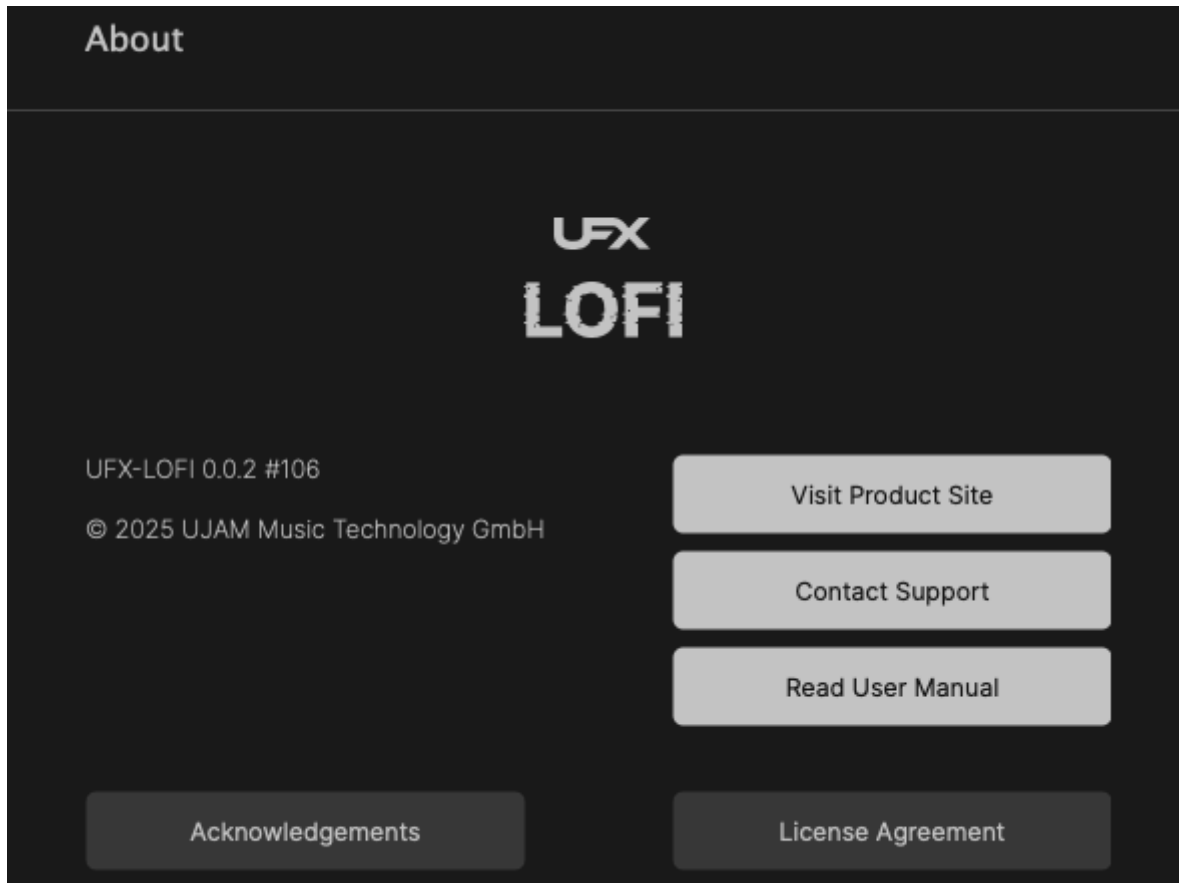 About
UFX
LOFI
UFX-LOFI 0.0.2 #106
© 2025 UJAM Music Technology GmbH
Visit Product Site
Contact Support
Read User Manual
Acknowledgements
License Agreement